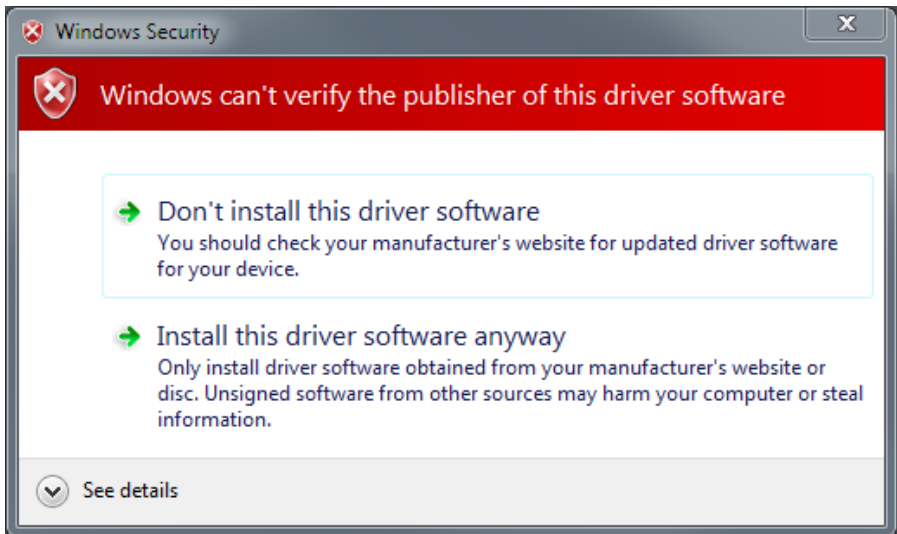 Windows Security
Windows can't verify the publisher of this driver software
Don't install this driver software
You should check your manufacturer's website for updated driver software
for your device.
Install this driver software anyway
Only install driver software obtained from your manufacturer's website or
disc. Unsigned software from other sources may harm your computer or steal
information.
See details